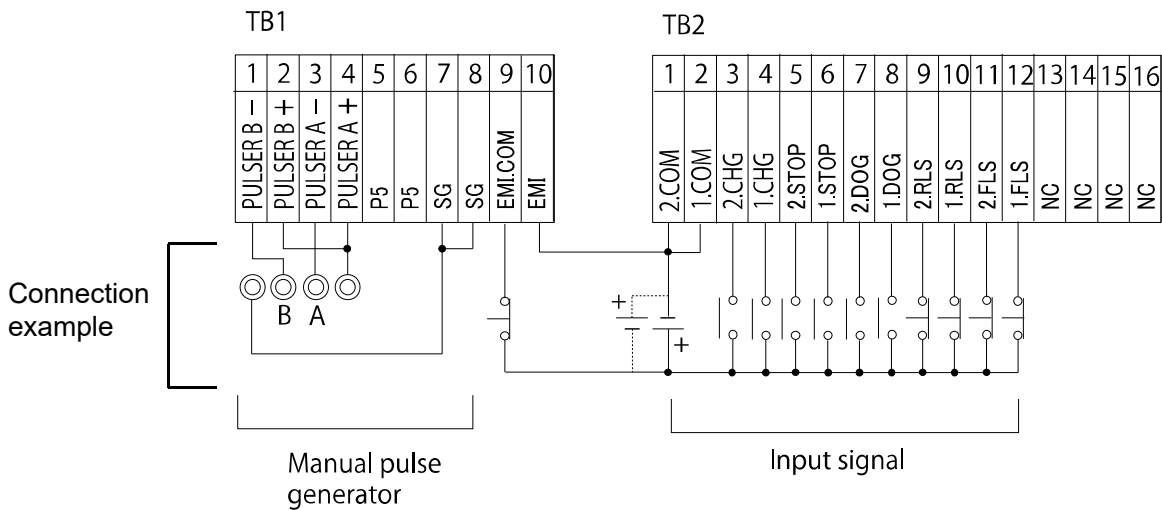 TB1
TB2
1 2 3 4 5 6 7 8 9 10
1 2 3 4 5 6 7 8 9 10 11 12 13 14 15 16
PULSER B −
PULSER B +
PULSER A −
PULSER A +
P5
P5
SG
SG
EMI.COM
EMI
2.COM
1.COM
2.CHG
1.CHG
2.STOP
1.STOP
2.DOG
1.DOG
2.RLS
1.RLS
2.FLS
1.FLS
NC
NC
NC
NC
Connection
example
B A
+
+
Manual pulse
generator
Input signal